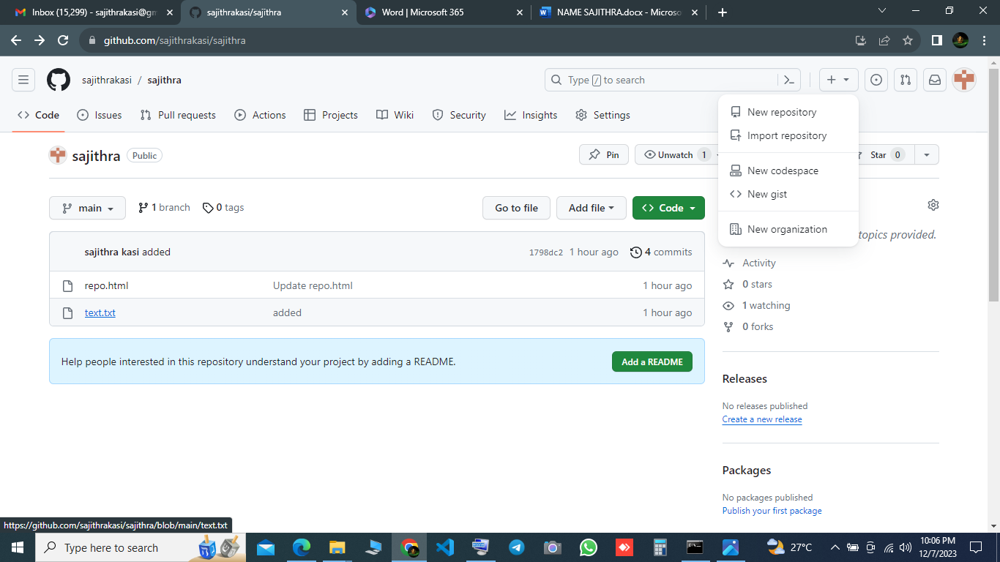 Inbox (15,299) - sajithrakasi@gm
sajithrakasi/sajithra
Word | Microsoft 365
NAME SAJITHRA.docx - Microso
github.com/sajithrakasi/sajithra
sajithrakasi / sajithra
Type / to search
Code
Issues
Pull requests
Actions
Projects
Wiki
Security
Insights
Settings
New repository
Import repository
New codespace
New gist
New organization
sajithra Public
Pin
Unwatch 1
Star 0
main
1 branch
0 tags
Go to file
Add file
Code
topics provided.
sajithra kasi added
1798dc2 1 hour ago
4 commits
repo.html
Update repo.html
1 hour ago
text.txt
added
1 hour ago
Help people interested in this repository understand your project by adding a README.
Add a README
Activity
0 stars
1 watching
0 forks
Releases
No releases published
Create a new release
Packages
No packages published
Publish your first package
https://github.com/sajithrakasi/sajithra/blob/main/text.txt
Type here to search
27°C
10:06 PM
12/7/2023